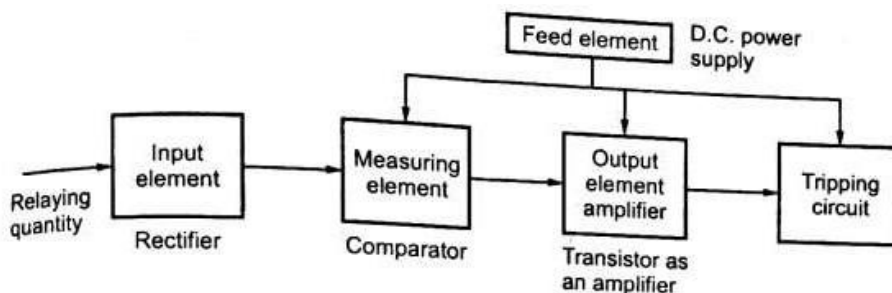 Feed element
D.C. power
supply
Input
element
Measuring
element
Output
element
amplifier
Tripping
circuit
Relaying
quantity
Rectifier
Comparator
Transistor as
an amplifier